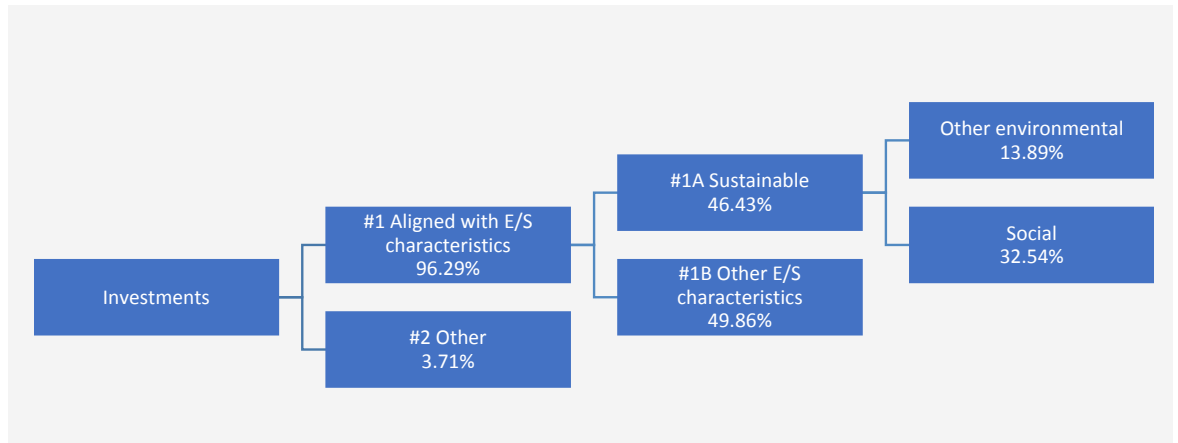 Investments
#1 Aligned with E/S
characteristics
96.29%
#2 Other
3.71%
#1A Sustainable
46.43%
#1B Other E/S
characteristics
49.86%
Other environmental
13.89%
Social
32.54%